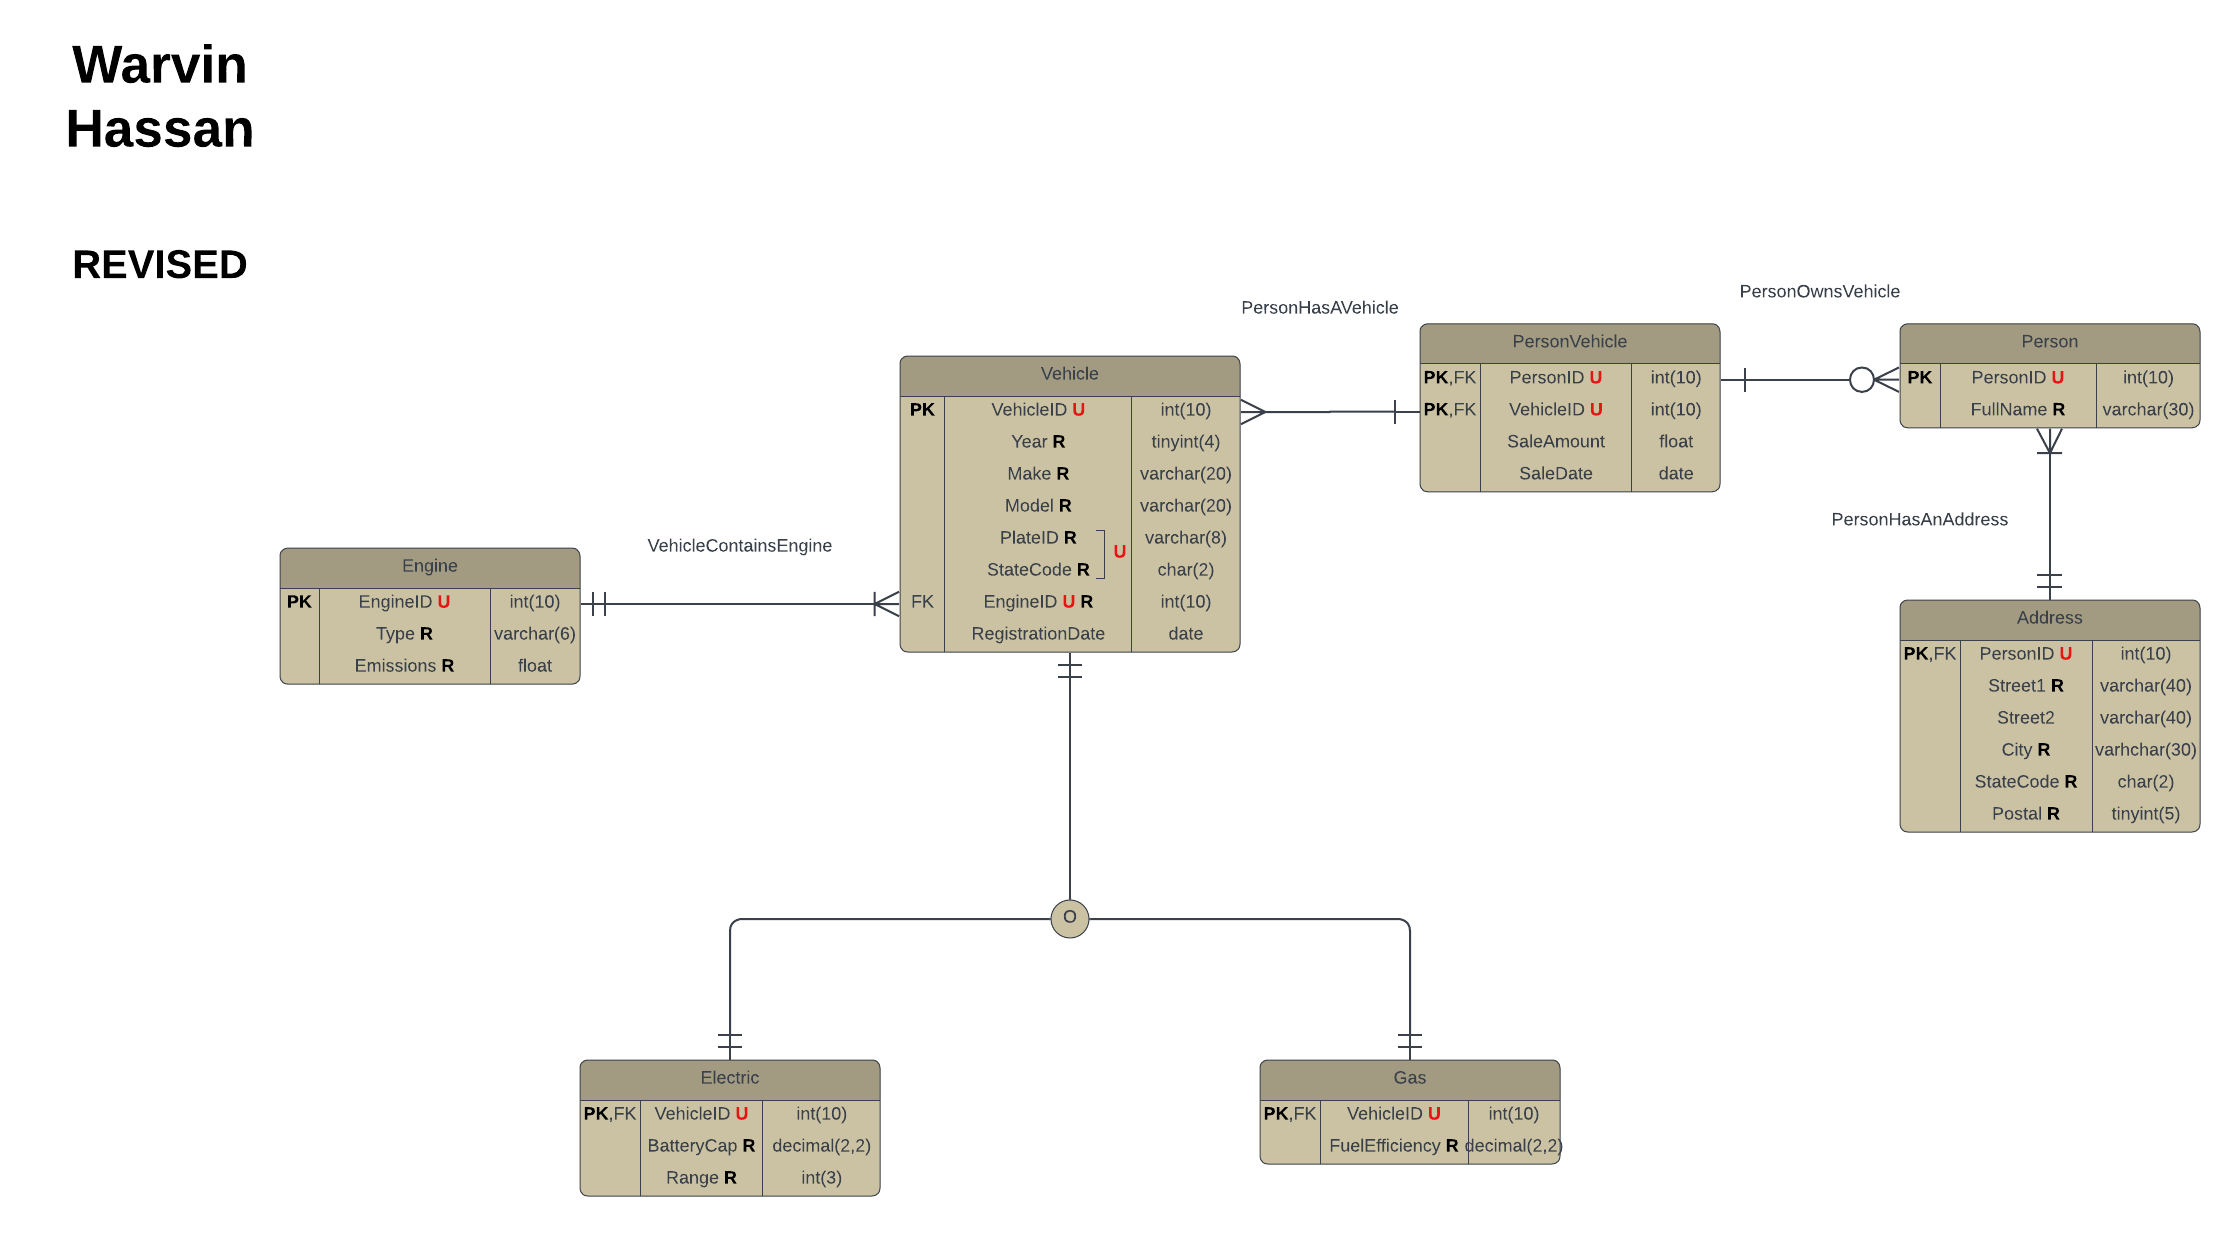 Warvin
Hassan
REVISED
PersonOwnsVehicle
PersonHasAVehicle
PersonVehicle
PK,FK PersonID U int(10)
PK,FK VehicleID U int(10)
SaleAmount float
SaleDate date
Person
PK PersonID U int(10)
FullName R varchar(30)
Vehicle
PK VehicleID U int(10)
Year R tinyint(4)
Make R varchar(20)
Model R varchar(20)
PlateID R varchar(8)
U
StateCode R char(2)
FK EngineID U R int(10)
RegistrationDate date
PersonHasAnAddress
VehicleContainsEngine
Engine
PK EngineID U int(10)
Type R varchar(6)
Emissions R float
Address
PK,FK PersonID U int(10)
Street1 R varchar(40)
Street2 varchar(40)
City R varhchar(30)
StateCode R char(2)
Postal R tinyint(5)
O
Electric
PK,FK VehicleID U int(10)
BatteryCap R decimal(2,2)
Range R int(3)
Gas
PK,FK VehicleID U int(10)
FuelEfficiency R decimal(2,2)